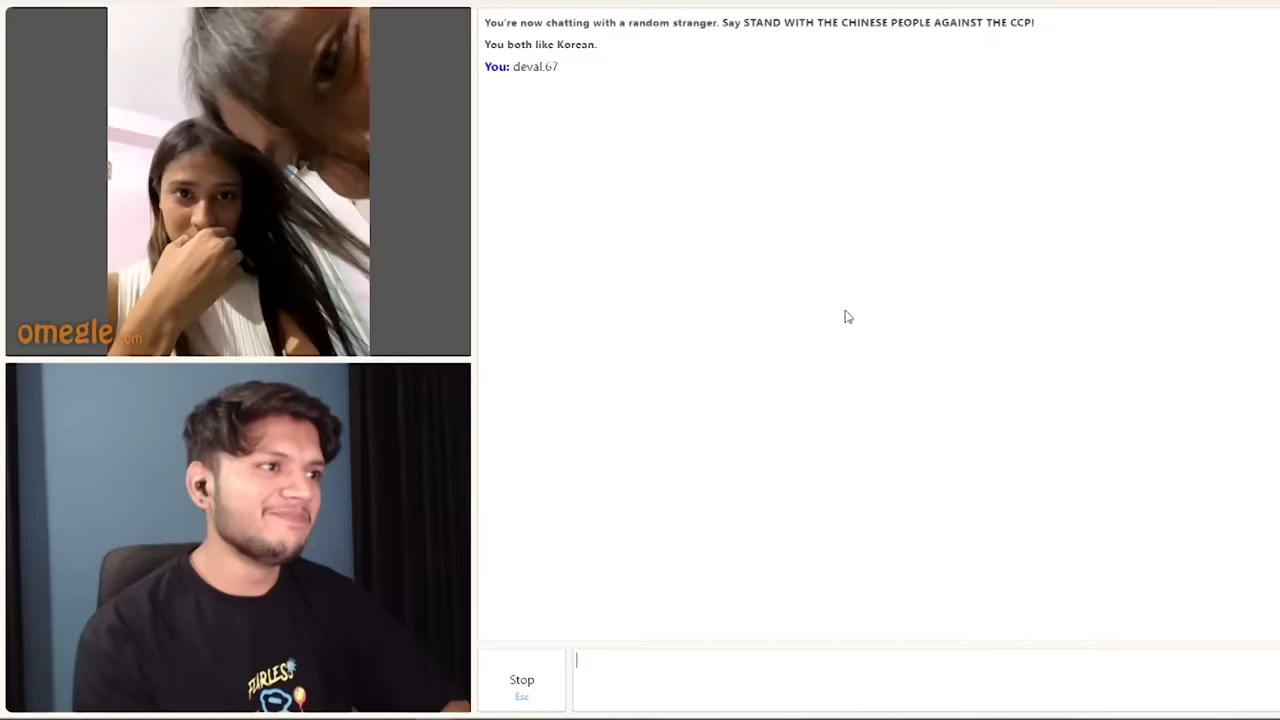 You're now chatting with a random stranger. Say STAND WITH THE CHINESE PEOPLE AGAINST THE CCP!
You both like Korean.
You: deval.67
omegle.com
FEARLESS
Stop
Esc